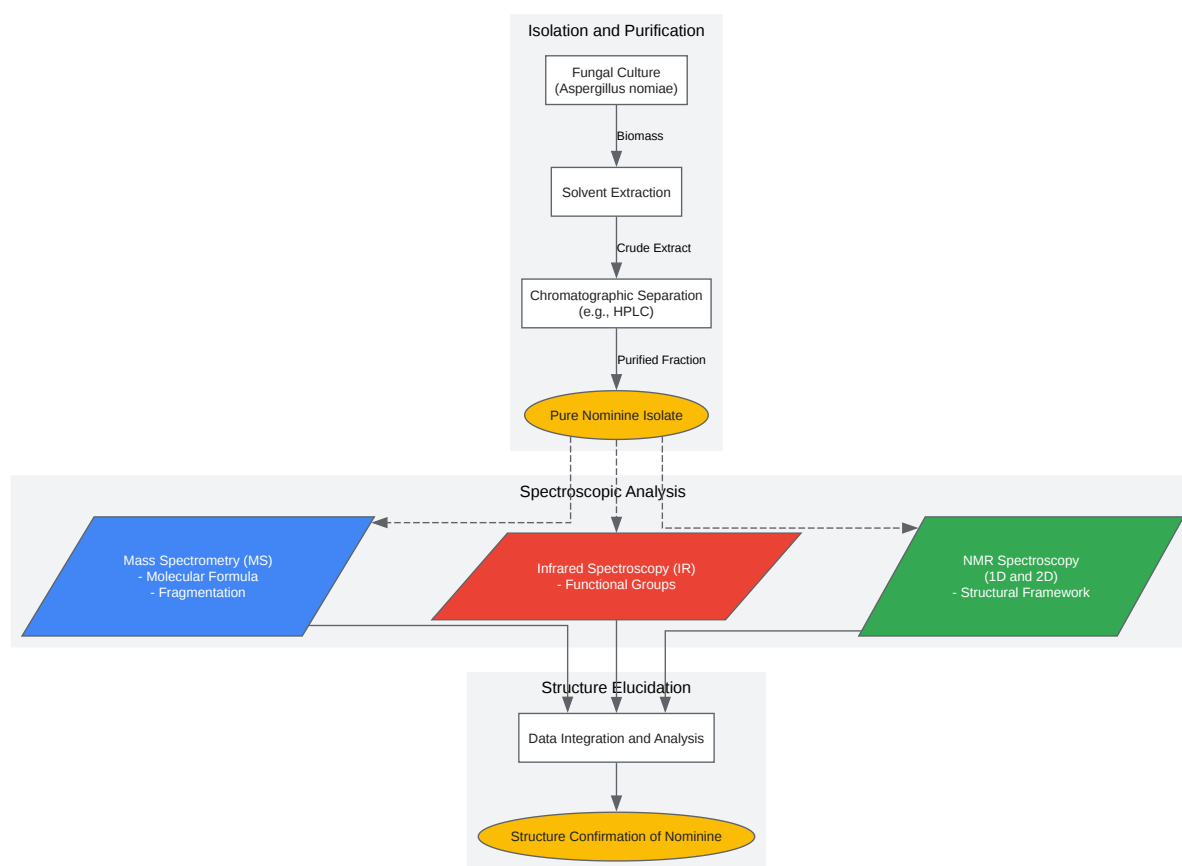 Isolation and Purification
Fungal Culture
(Aspergillus nomiae)
Biomass
Solvent Extraction
Crude Extract
Chromatographic Separation
(e.g., HPLC)
Purified Fraction
Pure Nominine Isolate
Spectroscopic Analysis
Mass Spectrometry (MS)
- Molecular Formula
- Fragmentation
Infrared Spectroscopy (IR)
- Functional Groups
NMR Spectroscopy
(1D and 2D)
- Structural Framework
Structure Elucidation
Data Integration and Analysis
Structure Confirmation of Nominine